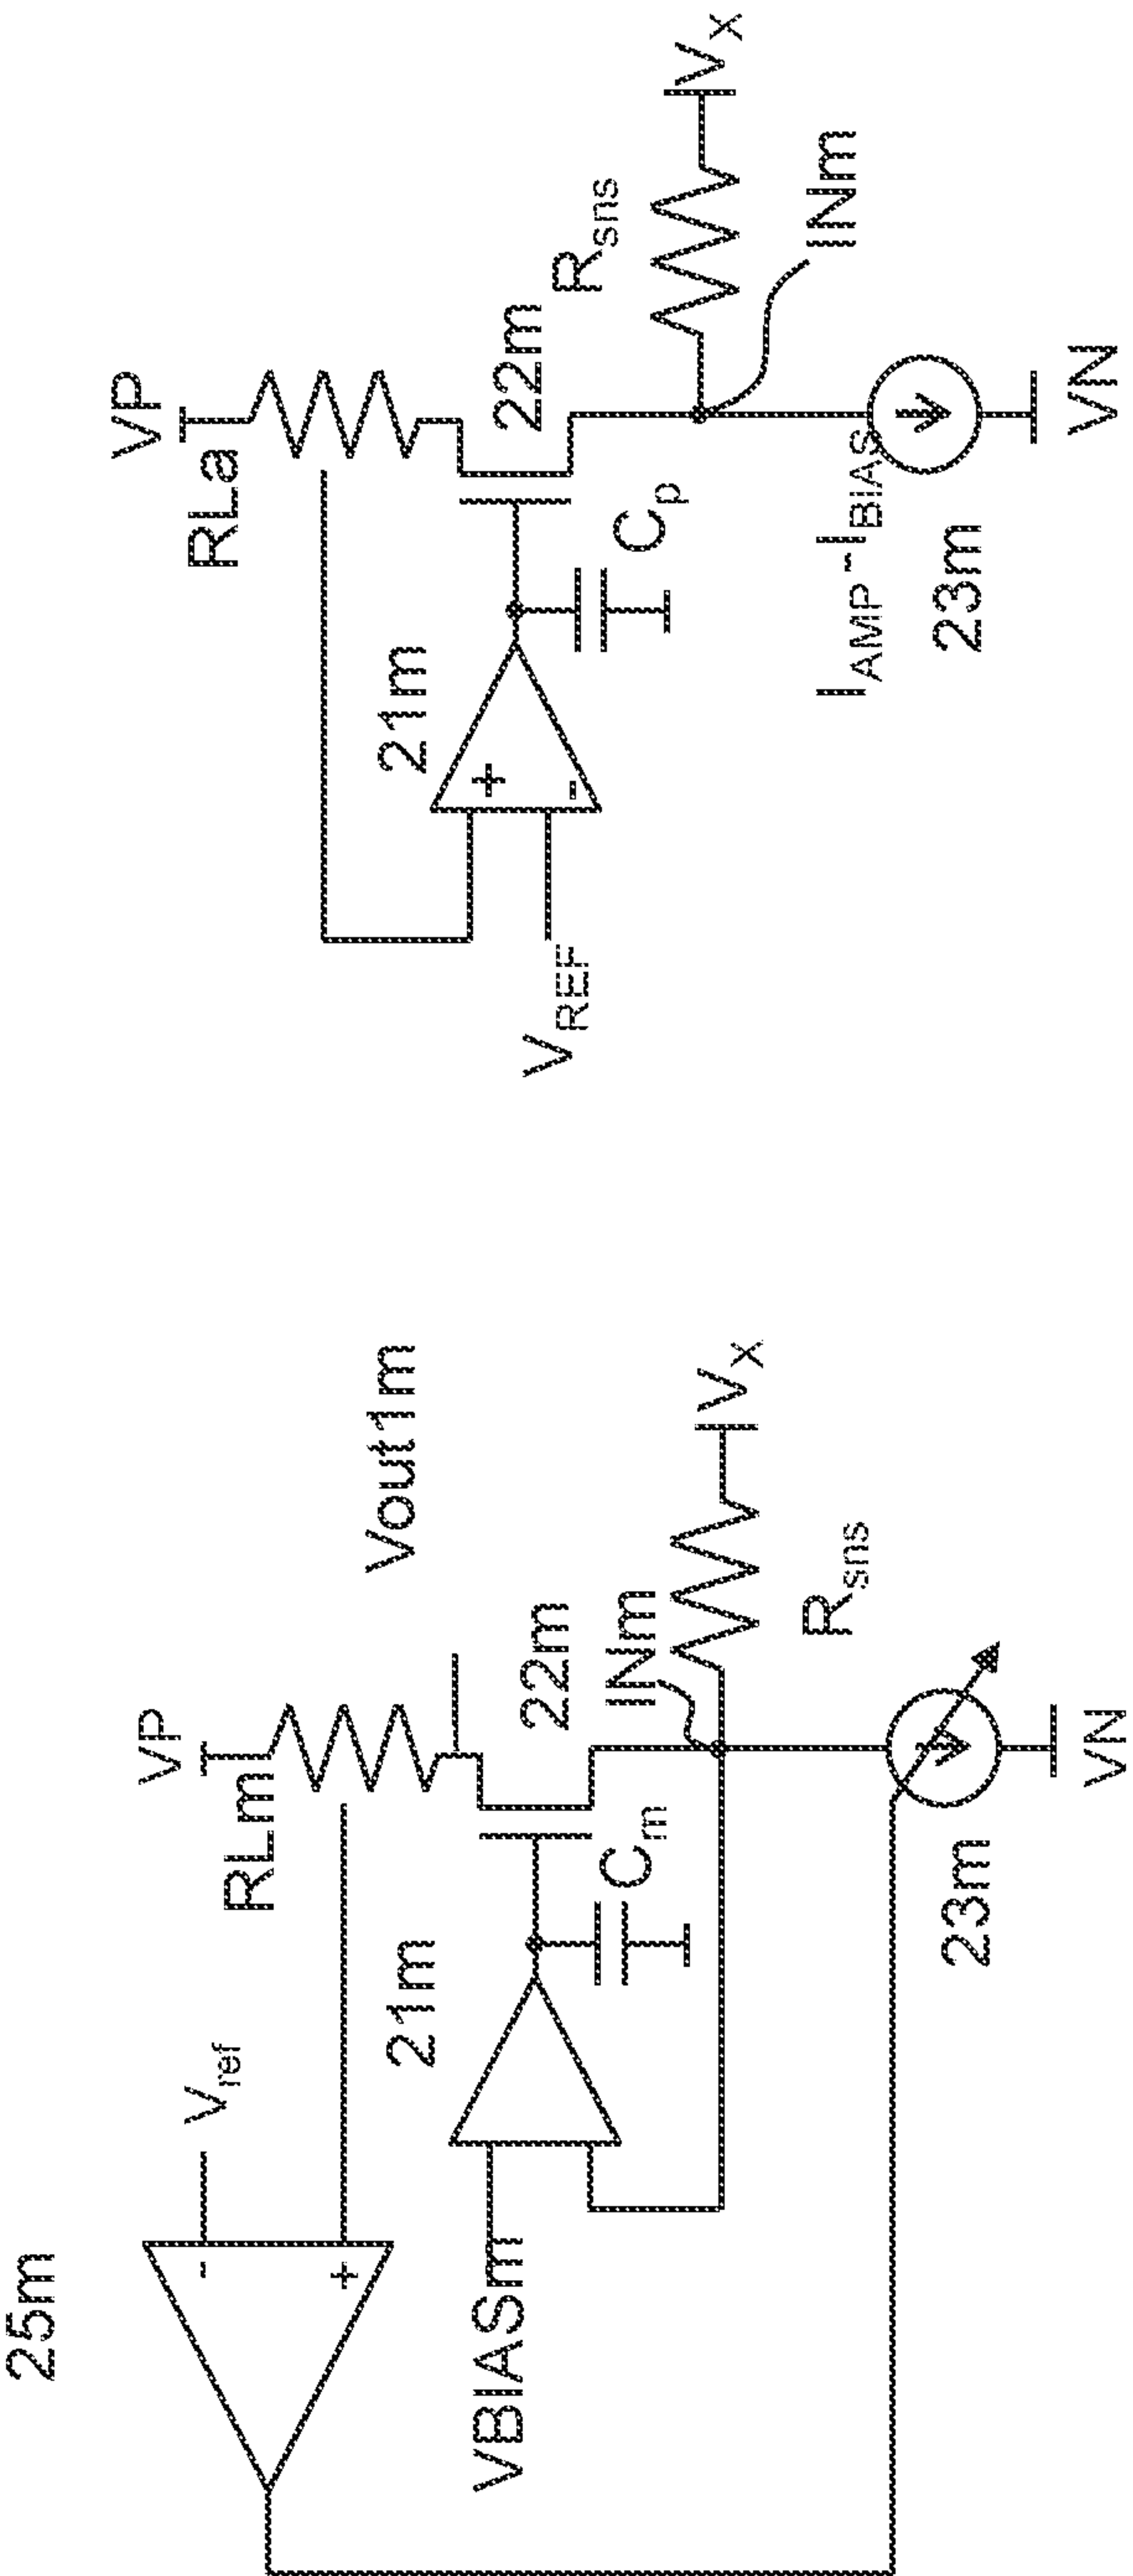 25m
V_ref
-
+
VP
RLm
Vout1m
21m
22m
VBIASm
C_m
INm
V_X
R_sns
23m
VN
VP
RLa
21m
22m
R_sns
+
-
V_REF
C_p
V_X
INm
I_AMP-I_BIAS
23m
VN